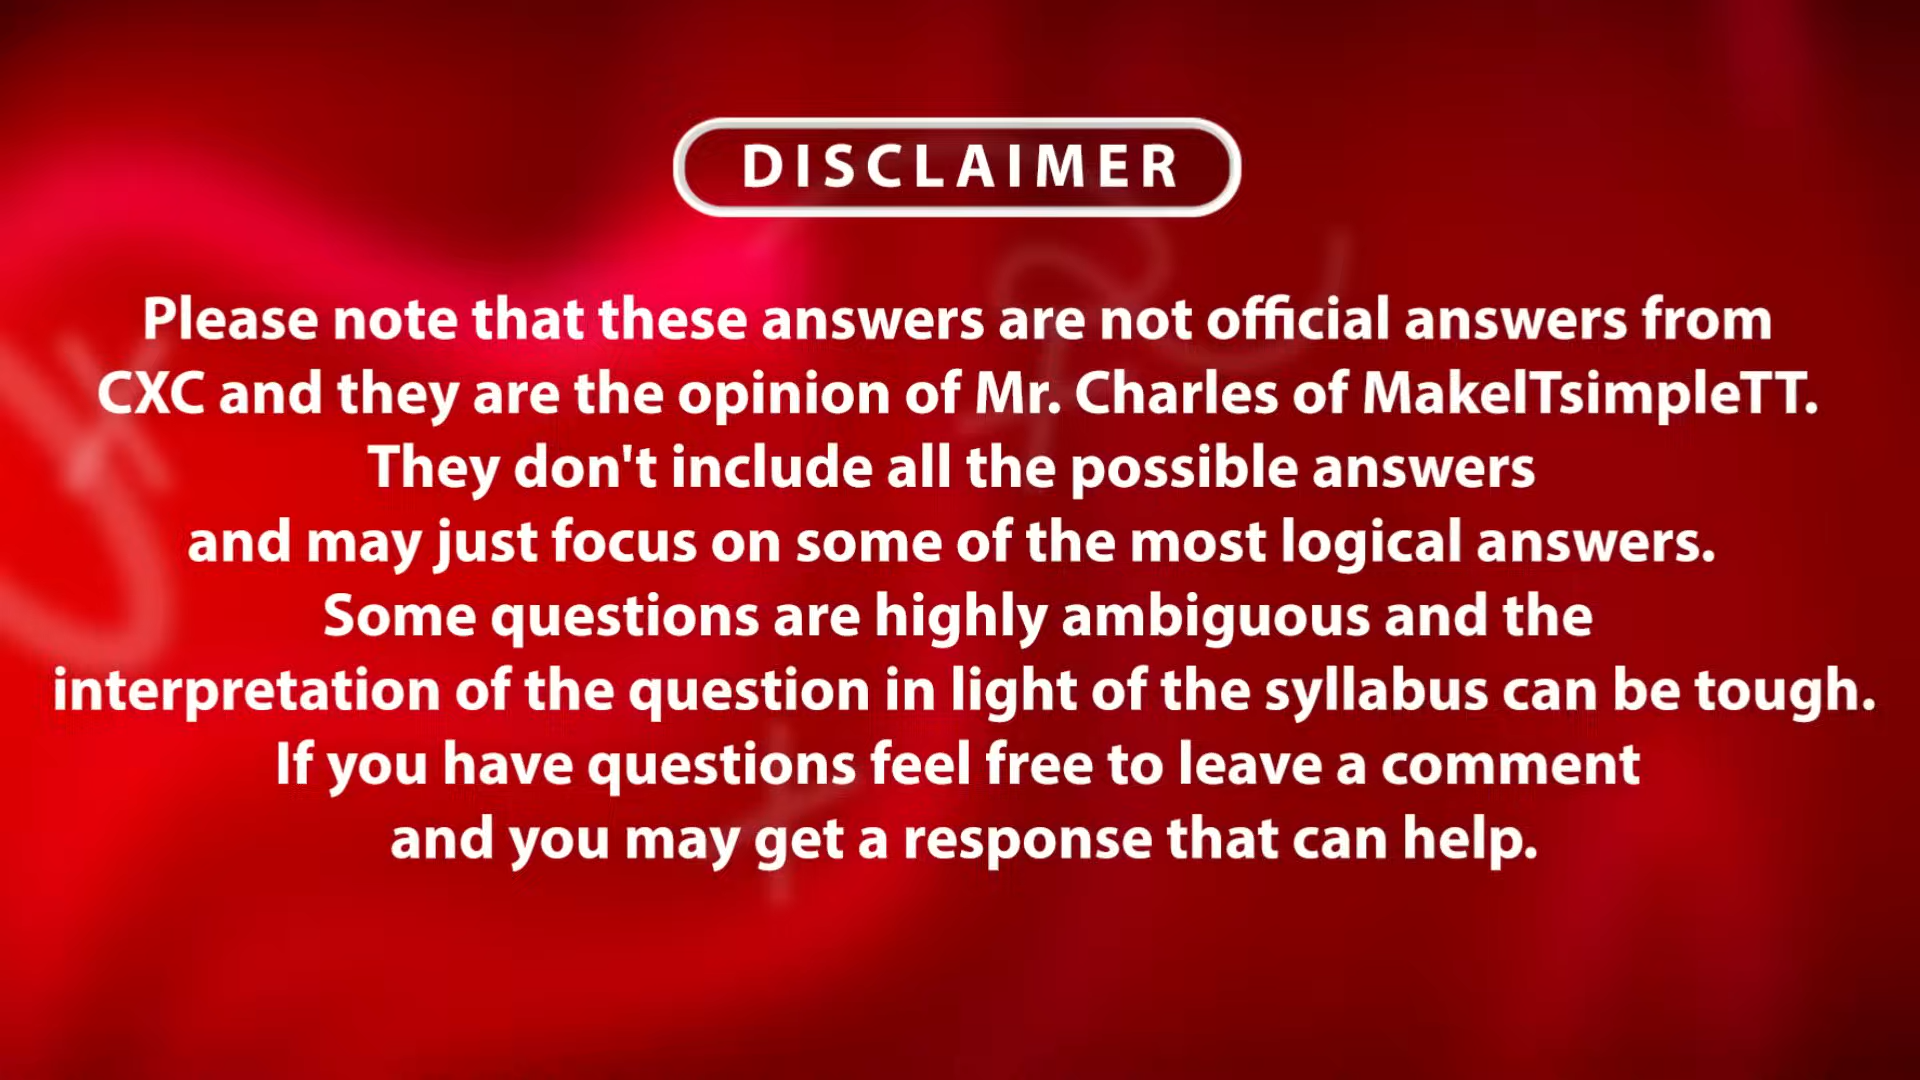 DISCLAIMER
Please note that these answers are not official answers from
CXC and they are the opinion of Mr. Charles of MakeITsimpleTT.
They don't include all the possible answers
and may just focus on some of the most logical answers.
Some questions are highly ambiguous and the
interpretation of the question in light of the syllabus can be tough.
If you have questions feel free to leave a comment
and you may get a response that can help.